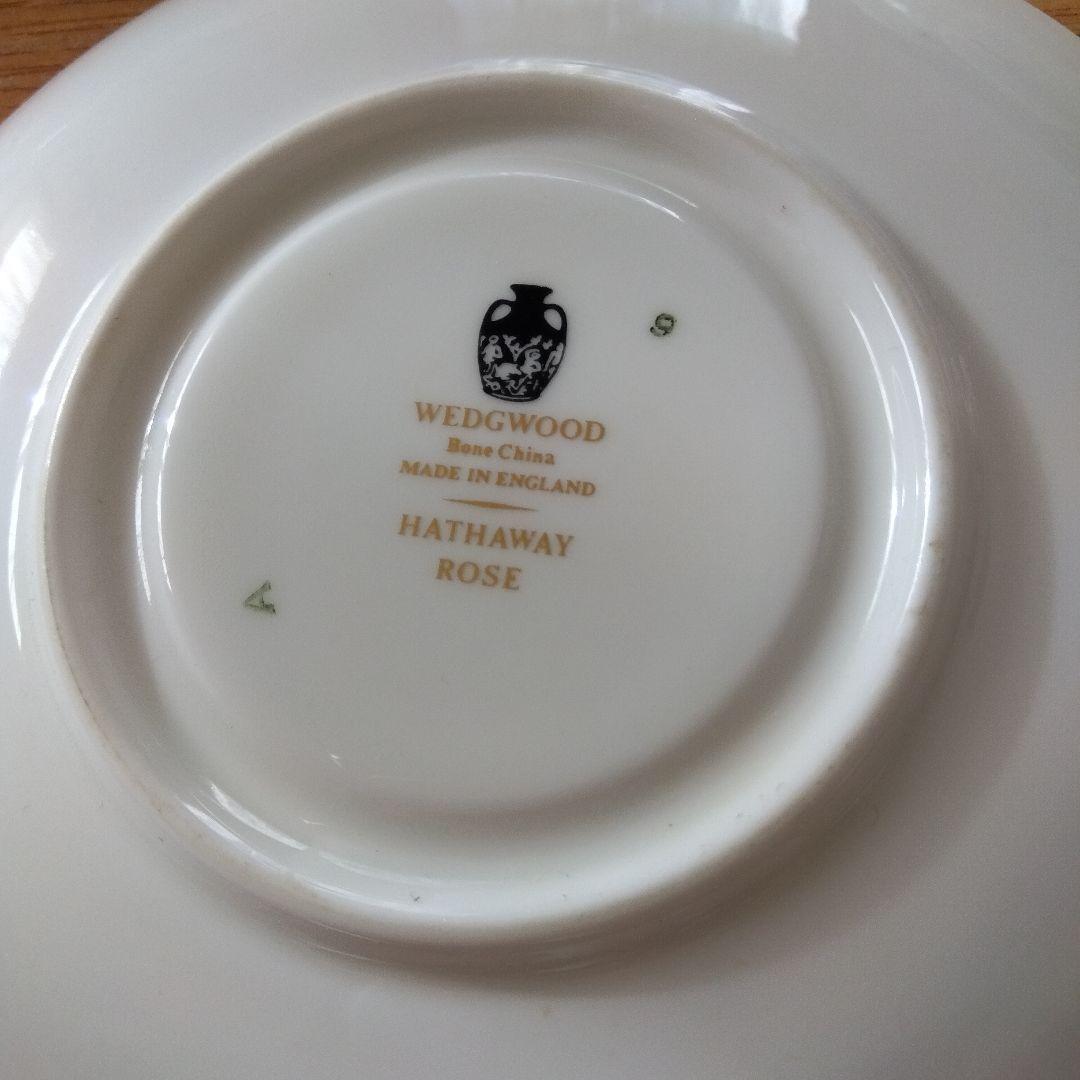 WEDGWOOD
Bone China
MADE IN ENGLAND
HATHAWAY
ROSE